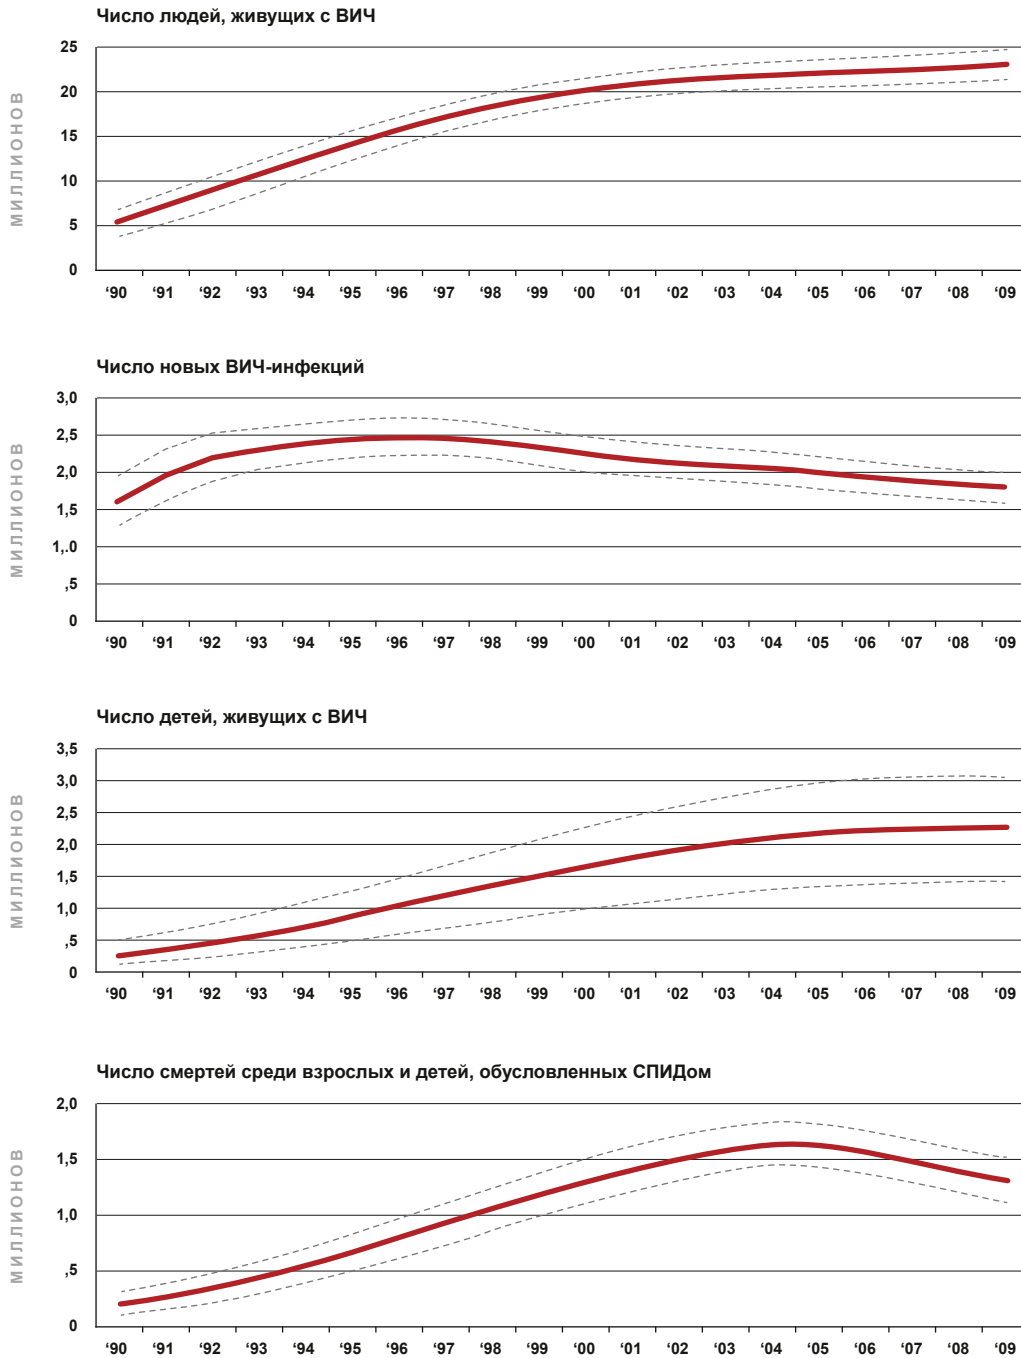 Число людей, живущих с ВИЧ
МИЛЛИОНОВ
25
20
15
10
5
0
‘90 ‘91 ‘92 ‘93 ‘94 ‘95 ‘96 ‘97 ‘98 ‘99 ‘00 ‘01 ‘02 ‘03 ‘04 ‘05 ‘06 ‘07 ‘08 ‘09
Число новых ВИЧ-инфекций
МИЛЛИОНОВ
3,0
2,5
2,0
1,5
1,.0
,5
0
‘90 ‘91 ‘92 ‘93 ‘94 ‘95 ‘96 ‘97 ‘98 ‘99 ‘00 ‘01 ‘02 ‘03 ‘04 ‘05 ‘06 ‘07 ‘08 ‘09
Число детей, живущих с ВИЧ
МИЛЛИОНОВ
3,5
3,0
2,5
2,0
1,5
1,0
,5
0
‘90 ‘91 ‘92 ‘93 ‘94 ‘95 ‘96 ‘97 ‘98 ‘99 ‘00 ‘01 ‘02 ‘03 ‘04 ‘05 ‘06 ‘07 ‘08 ‘09
Число смертей среди взрослых и детей, обусловленных СПИДом
МИЛЛИОНОВ
2,0
1,5
1,0
,5
0
‘90 ‘91 ‘92 ‘93 ‘94 ‘95 ‘96 ‘97 ‘98 ‘99 ‘00 ‘01 ‘02 ‘03 ‘04 ‘05 ‘06 ‘07 ‘08 ‘09